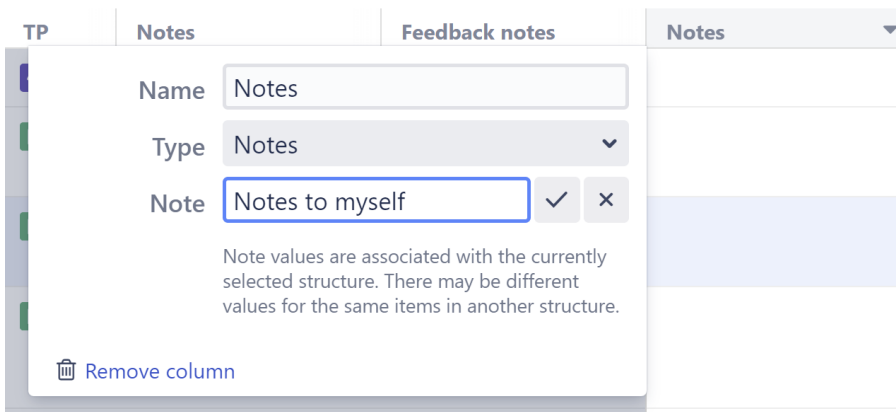 TP Notes Feedback notes Notes
Name Notes
Type Notes
Note Notes to myself
Note values are associated with the currently
selected structure. There may be different
values for the same items in another structure.
Remove column